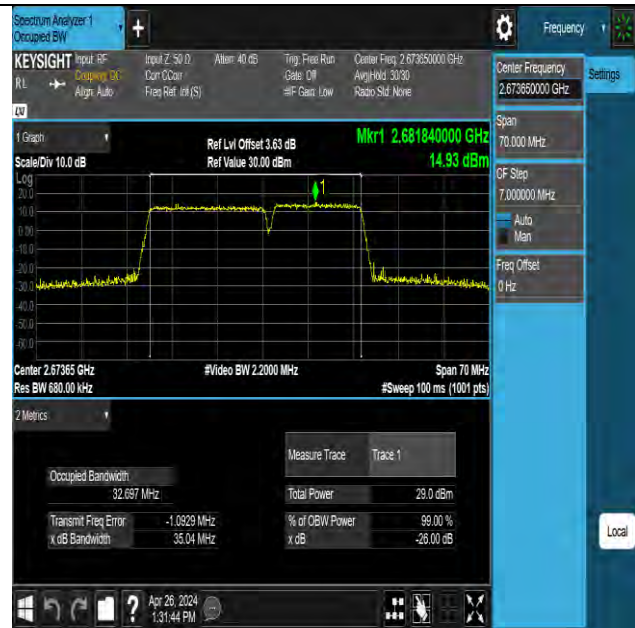 Spectrum Analyzer 1
Occupied BW
+
Frequency
KEYSIGHT
RL
Input: RF
Coupling: DC
Align: Auto
Input Z: 50 Ω
Corr CCorr
Freq Ref: Int (S)
Atten: 40 dB
Trig: Free Run
Gate: Off
#IF Gain: Low
Center Freq: 2.673650000 GHz
Avg|Hold: 30/30
Radio Std: None
Center Frequency
2.673650000 GHz
Settings
Span
70.000 MHz
CF Step
7.000000 MHz
Auto
Man
Freq Offset
0 Hz
Local
1 Graph
Scale/Div 10.0 dB
Ref Lvl Offset 3.63 dB
Ref Value 30.00 dBm
Mkr1 2.681840000 GHz
14.93 dBm
Log
20.0
10.0
0.00
-10.0
-20.0
-30.0
-40.0
-50.0
-60.0
1
Center 2.67365 GHz
Res BW 680.00 kHz
#Video BW 2.2000 MHz
Span 70 MHz
#Sweep 100 ms (1001 pts)
2 Metrics
Measure Trace Trace 1
Occupied Bandwidth
32.697 MHz
Total Power 29.0 dBm
Transmit Freq Error -1.0929 MHz
% of OBW Power 99.00 %
x dB Bandwidth 35.04 MHz
x dB -26.00 dB
?
Apr 26, 2024
1:31:44 PM